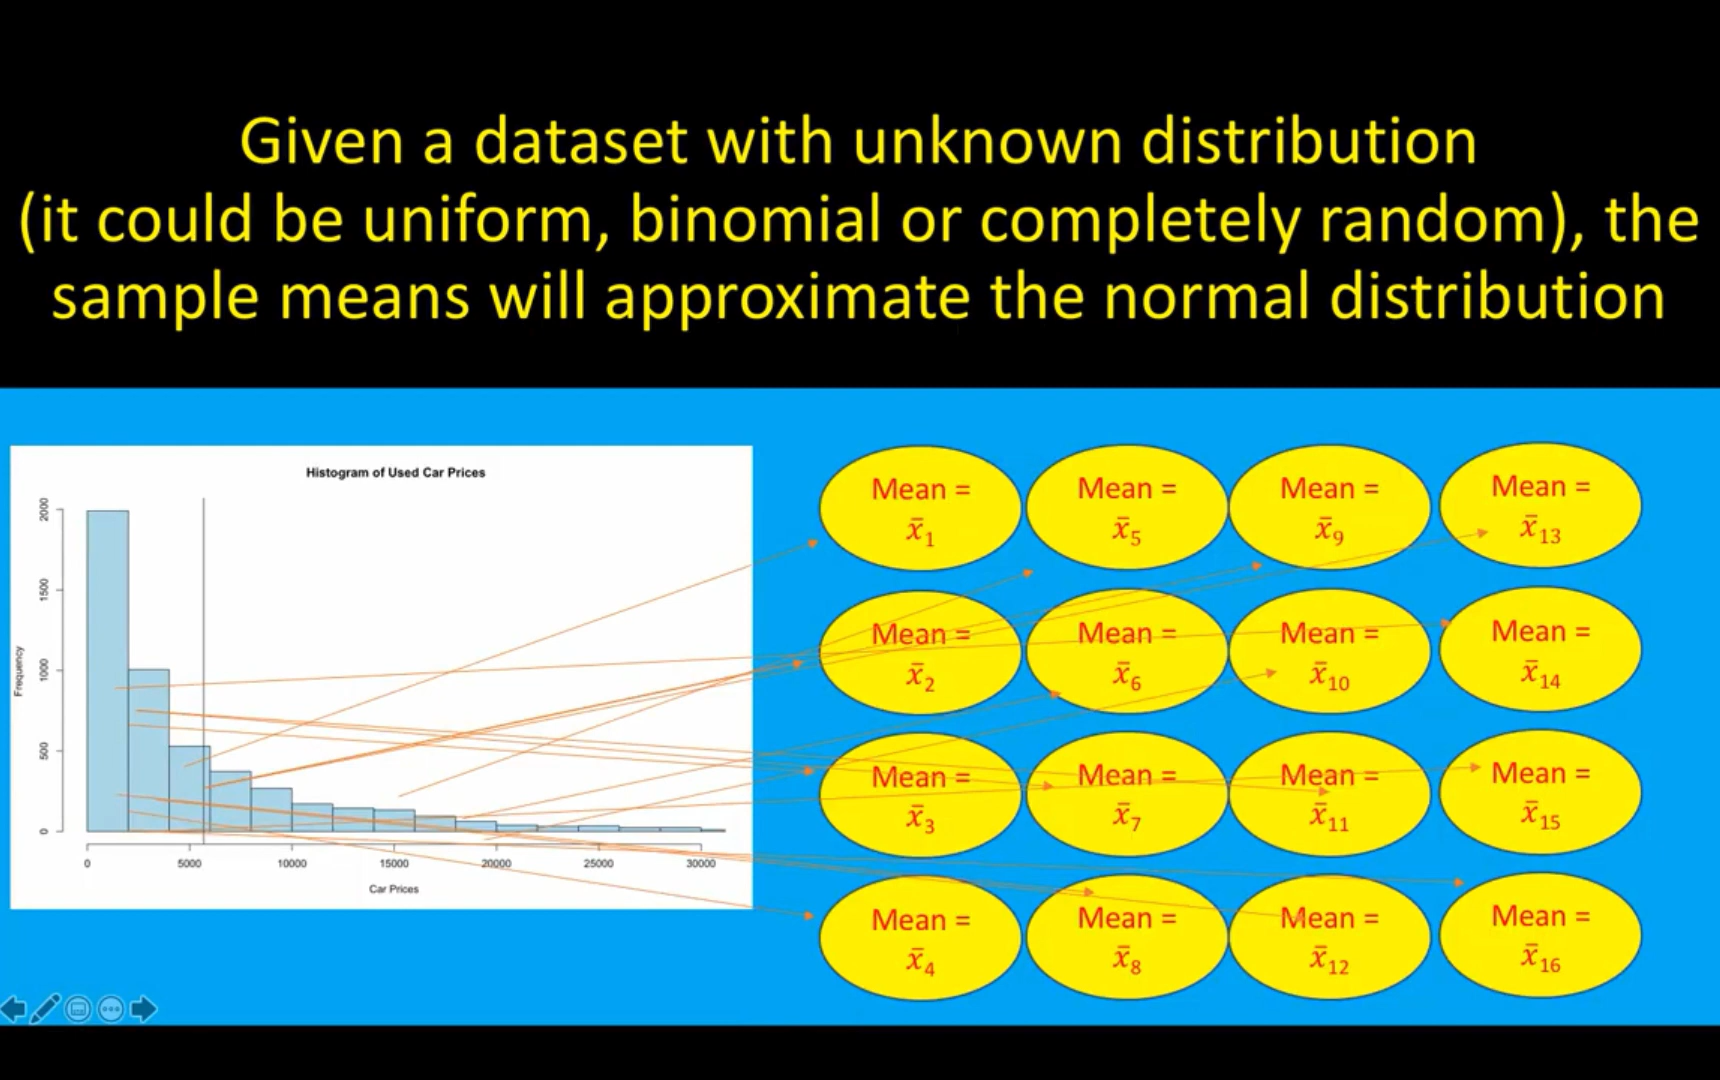 Given a dataset with unknown distribution
(it could be uniform, binomial or completely random), the
sample means will approximate the normal distribution
Histogram of Used Car Prices
Frequency
2000
1500
1000
500
0
0 5000 10000 15000 20000 25000 30000
Car Prices
Mean =
x̄1
Mean =
x̄5
Mean =
x̄9
Mean =
x̄13
Mean =
x̄2
Mean =
x̄6
Mean =
x̄10
Mean =
x̄14
Mean =
x̄3
Mean =
x̄7
Mean =
x̄11
Mean =
x̄15
Mean =
x̄4
Mean =
x̄8
Mean =
x̄12
Mean =
x̄16